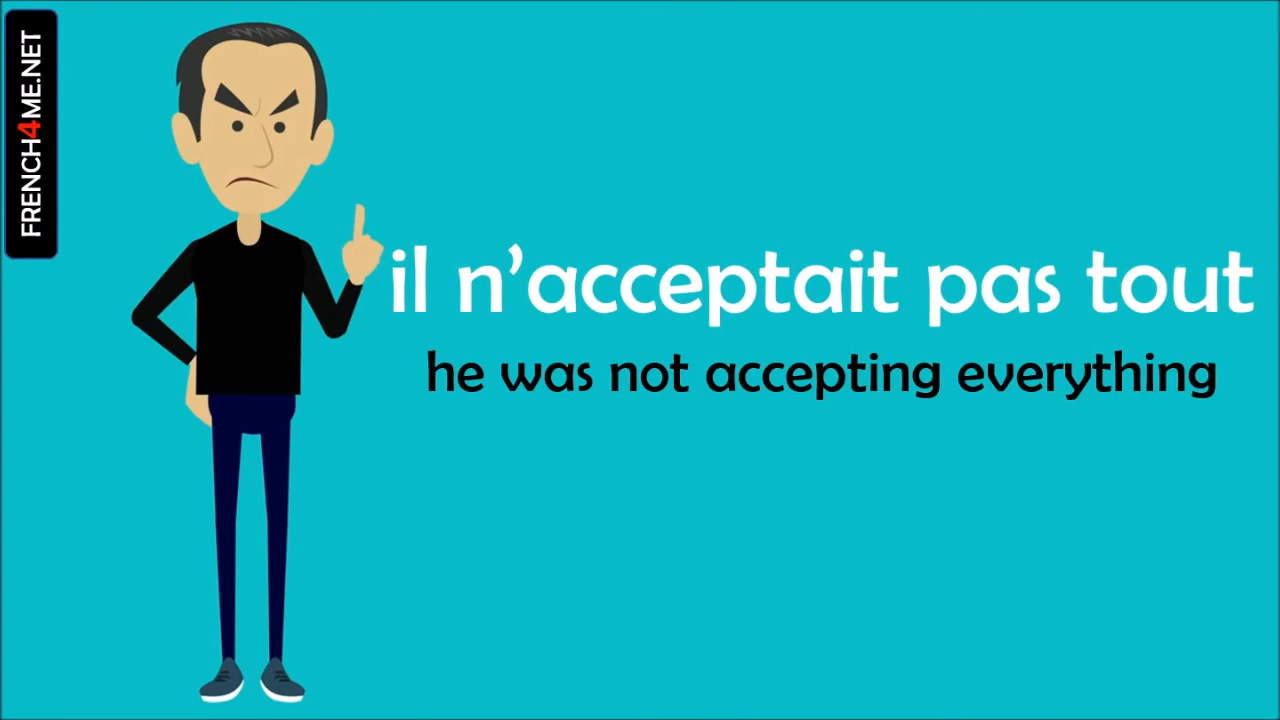 FRENCH4ME.NET
il n’acceptait pas tout
he was not accepting everything